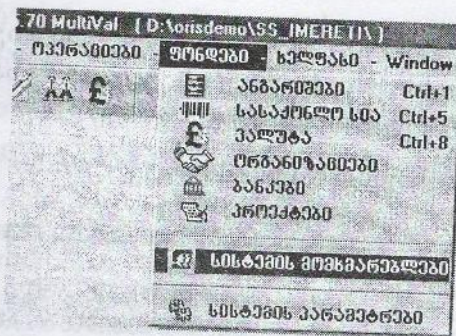 .70 MultiVal ( D:\orisdemo\SS_IMERETI\ )
- ოპერაციები - ფონდები - ხელფასი - Window
ანგარიშები Ctrl+1
სასაქონლო სია Ctrl+5
ვალუტა Ctrl+8
ორგანიზაციები
ბანკები
პროექტები
სისტემის მომხმარებლები
სისტემის პარამეტრები